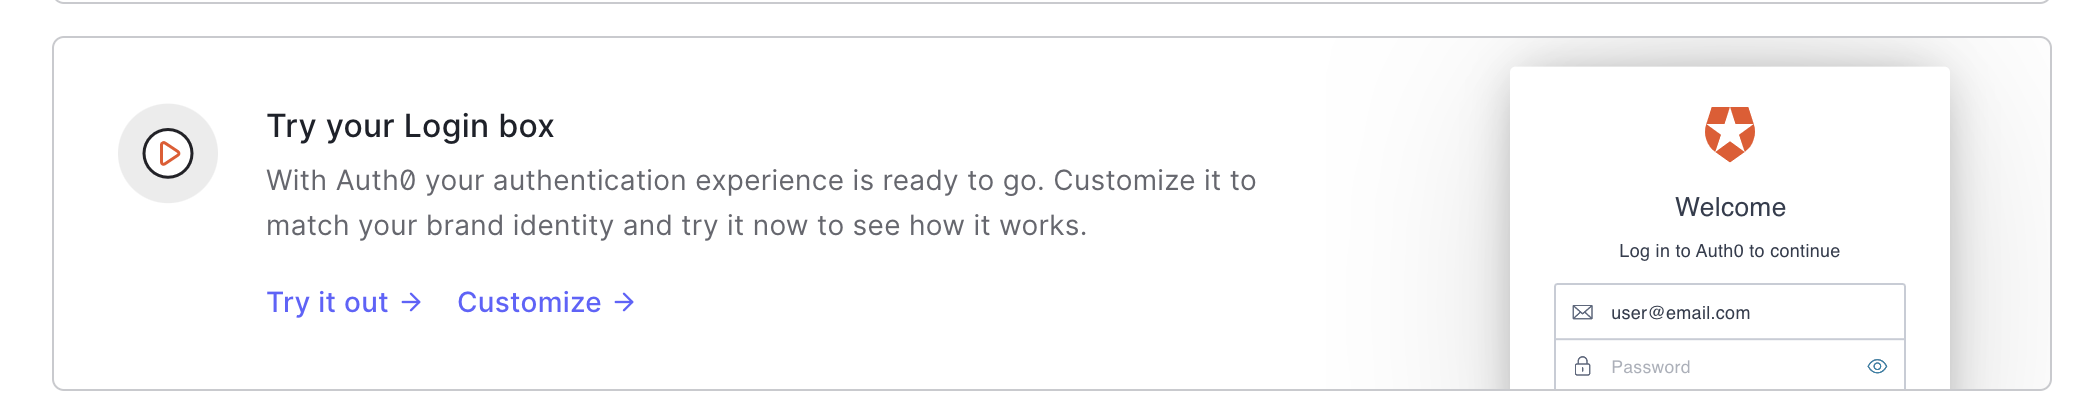 Try your Login box
With Auth0 your authentication experience is ready to go. Customize it to
match your brand identity and try it now to see how it works.
Try it out → Customize →
Welcome
Log in to Auth0 to continue
user@email.com
Password